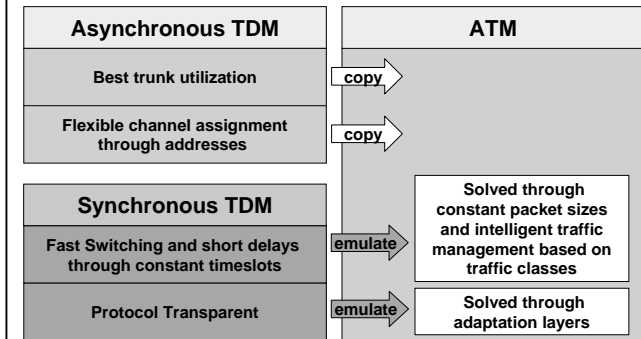 Asynchronous TDM
ATM
Best trunk utilization
copy
Flexible channel assignment
through addresses
copy
Synchronous TDM
Fast Switching and short delays
through constant timeslots
emulate
Solved through
constant packet sizes
and intelligent traffic
management based on
traffic classes
Protocol Transparent
emulate
Solved through
adaptation layers